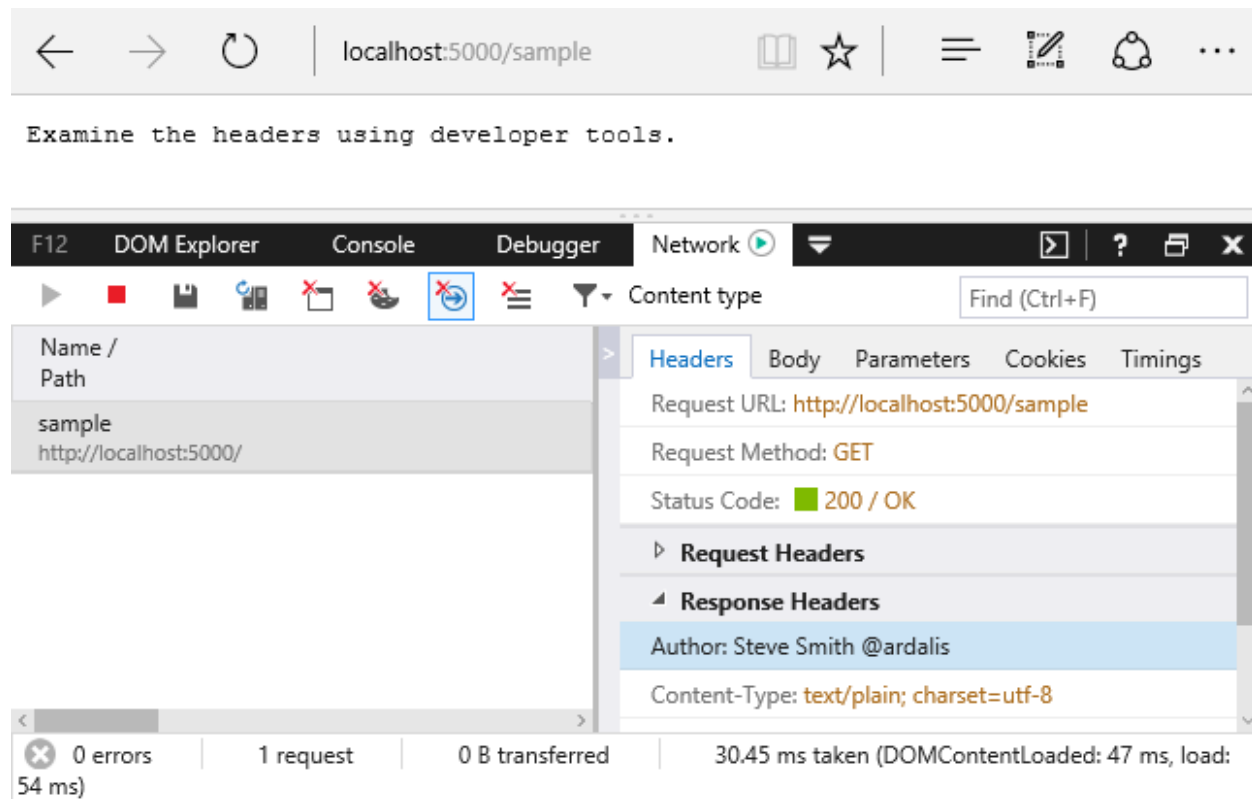 localhost:5000/sample
Examine the headers using developer tools.
F12 DOM Explorer Console Debugger Network ?
Content type Find (Ctrl+F)
Name /
Path
sample
http://localhost:5000/
Headers Body Parameters Cookies Timings
Request URL: http://localhost:5000/sample
Request Method: GET
Status Code: 200 / OK
Request Headers
Response Headers
Author: Steve Smith @ardalis
Content-Type: text/plain; charset=utf-8
0 errors 1 request 0 B transferred 30.45 ms taken (DOMContentLoaded: 47 ms, load:
54 ms)